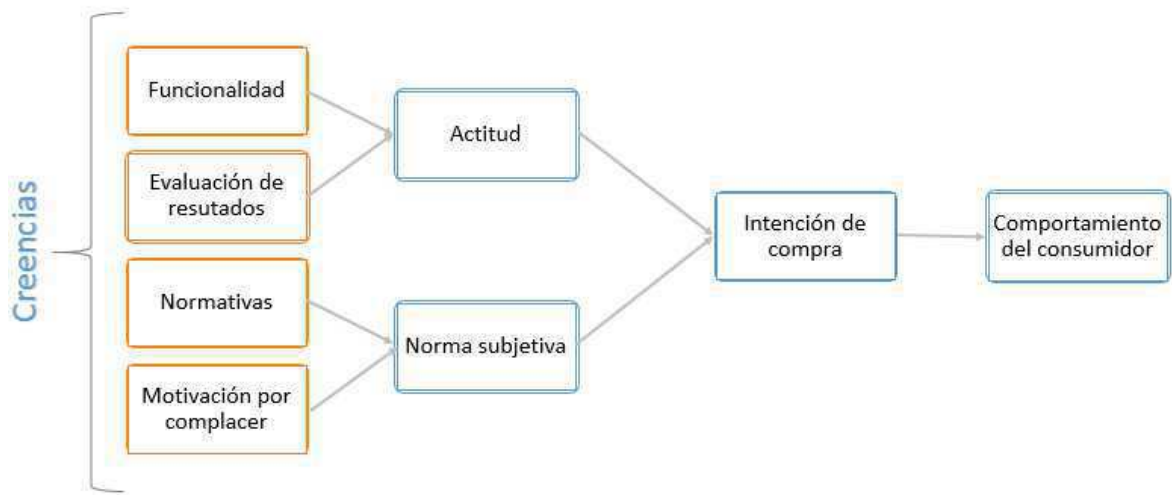 Creencias
Funcionalidad
Evaluación de
resutados
Normativas
Motivación por
complacer
Actitud
Norma subjetiva
Intención de
compra
Comportamiento
del consumidor